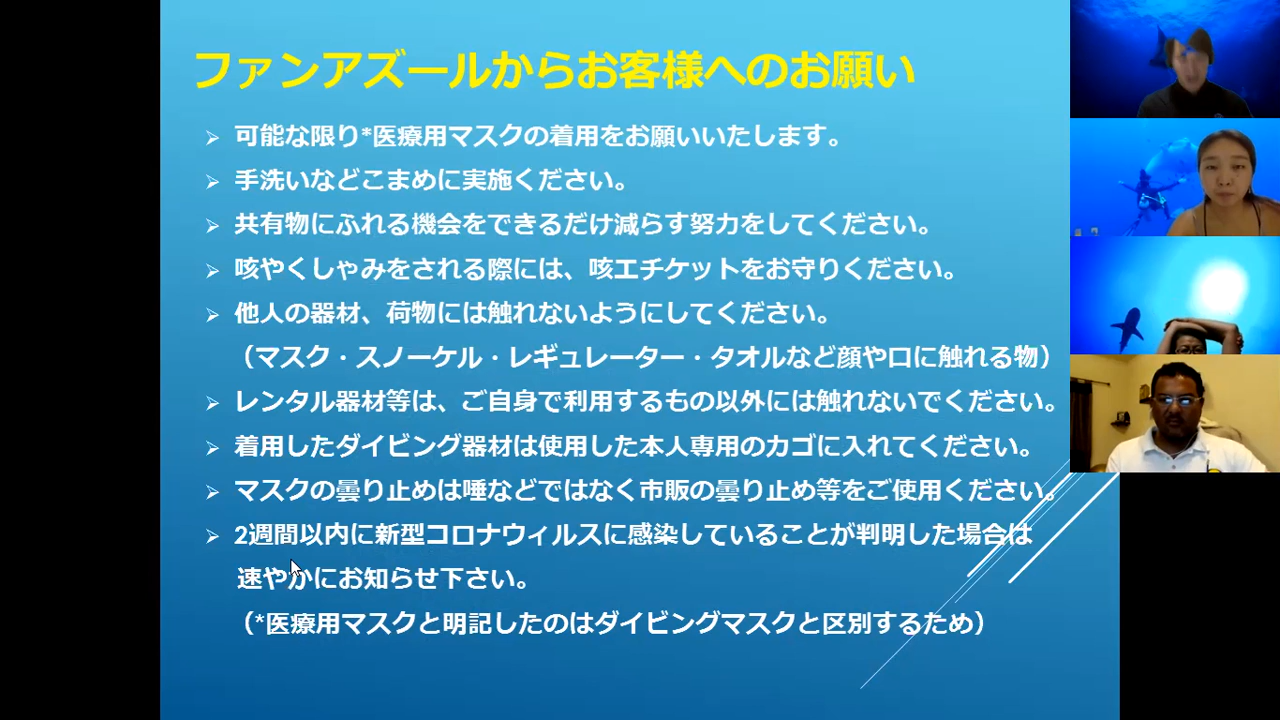 ファンアズールからお客様へのお願い
可能な限り*医療用マスクの着用をお願いいたします。
手洗いなどこまめに実施ください。
共有物にふれる機会をできるだけ減らす努力をしてください。
咳やくしゃみをされる際には、咳エチケットをお守りください。
他人の器材、荷物には触れないようにしてください。
（マスク・スノーケル・レギュレーター・タオルなど顔や口に触れる物）
レンタル器材等は、ご自身で利用するもの以外には触れないでください。
着用したダイビング器材は使用した本人専用のカゴに入れてください。
マスクの曇り止めは唾などではなく市販の曇り止め等をご使用ください。
2週間以内に新型コロナウィルスに感染していることが判明した場合は
速やかにお知らせ下さい。
（*医療用マスクと明記したのはダイビングマスクと区別するため）